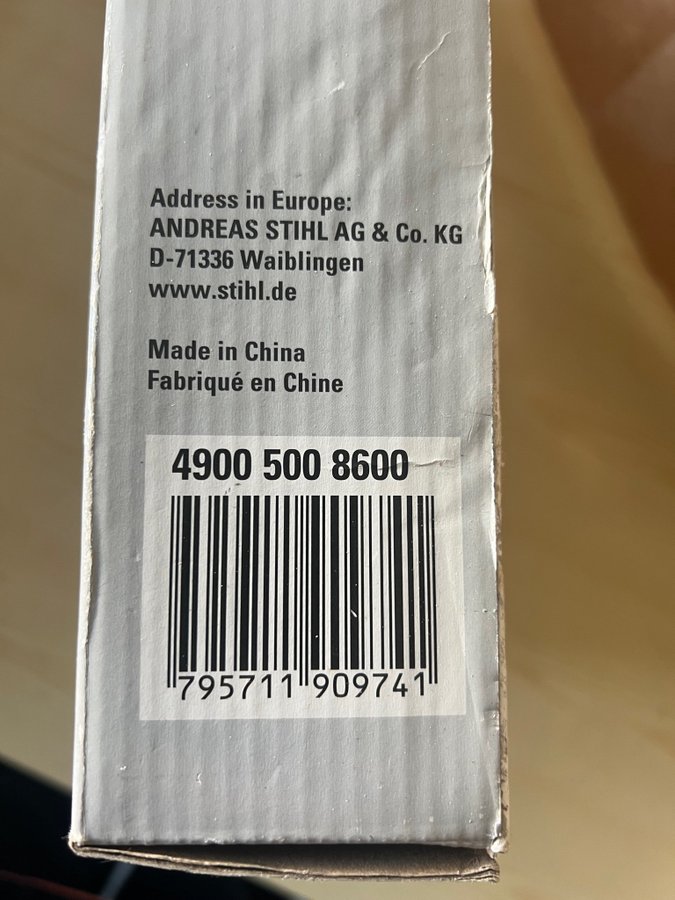 Address in Europe:
ANDREAS STIHL AG & Co. KG
D-71336 Waiblingen
www.stihl.de
Made in China
Fabriqué en Chine
4900 500 8600
795711 909741